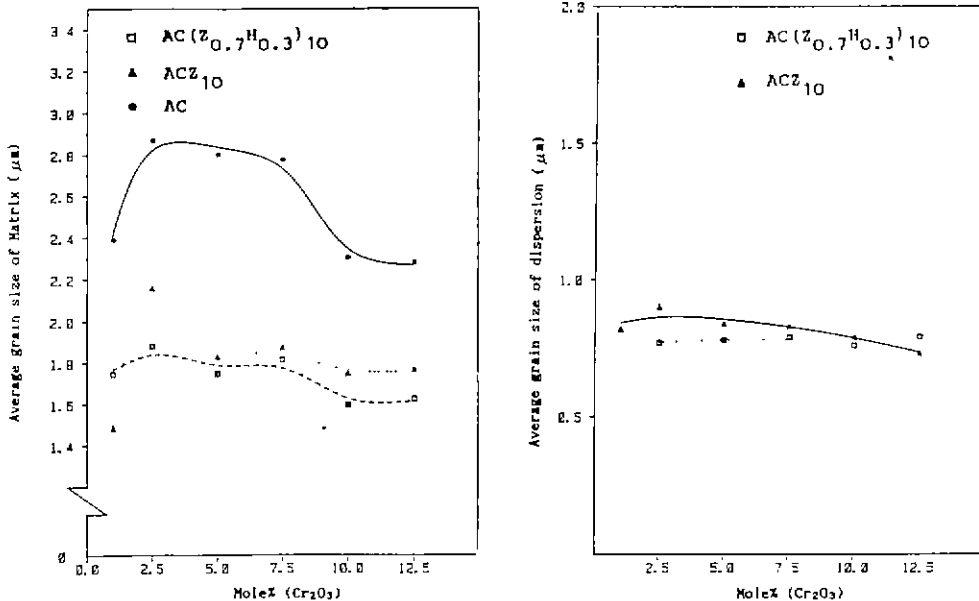 AC(Z0.7H0.3)10
ACZ10
AC
3.4
3.2
3.0
2.8
2.6
2.4
2.2
2.0
1.8
1.6
1.4
0
Average grain size of Matrix (μm)
0.0 2.5 5.0 7.5 10.0 12.5
Mole% (Cr2O3)
AC(Z0.7H0.3)10
ACZ10
2.0
1.5
1.0
0.5
0
Average grain size of dispersion (μm)
2.5 5.0 7.5 10.0 12.5
Mole% (Cr2O3)